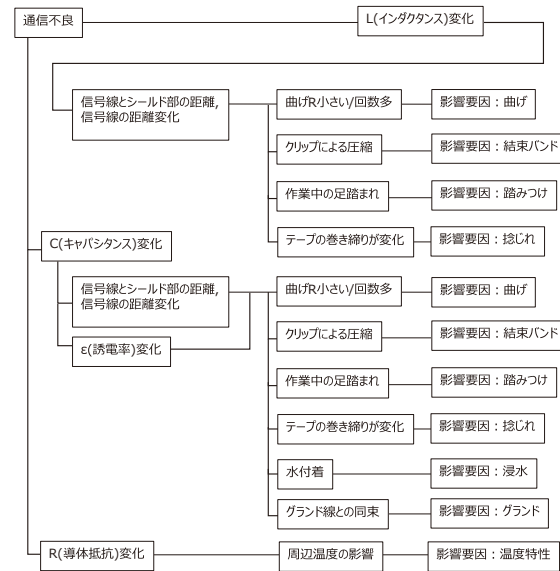 通信不良
L(インダクタンス)変化
信号線とシールド部の距離,
信号線の距離変化
曲げR小さい/回数多
影響要因：曲げ
クリップによる圧縮
影響要因：結束バンド
作業中の足踏まれ
影響要因：踏みつけ
テープの巻き締りが変化
影響要因：捻じれ
C(キャパシタンス)変化
信号線とシールド部の距離,
信号線の距離変化
ε(誘電率)変化
曲げR小さい/回数多
影響要因：曲げ
クリップによる圧縮
影響要因：結束バンド
作業中の足踏まれ
影響要因：踏みつけ
テープの巻き締りが変化
影響要因：捻じれ
水付着
影響要因：浸水
グランド線との同束
影響要因：グランド
R(導体抵抗)変化
周辺温度の影響
影響要因：温度特性